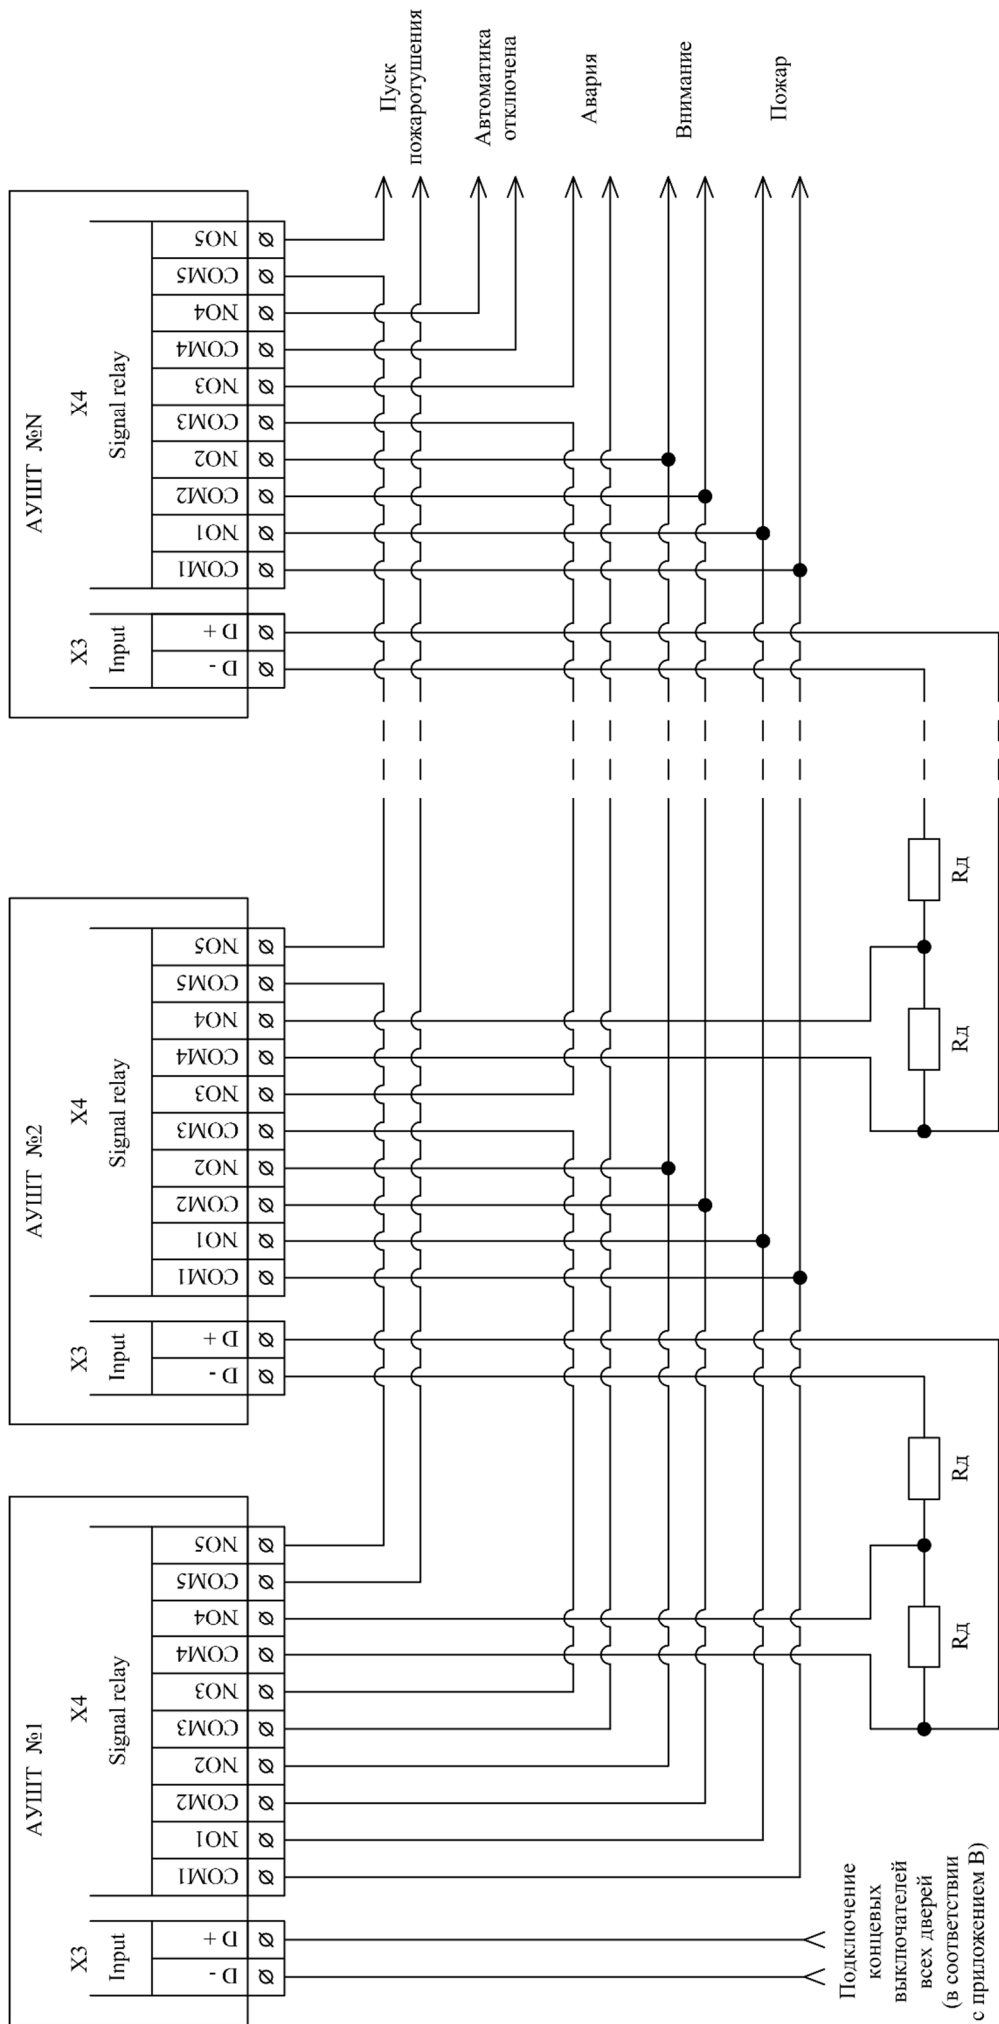 АУШТ №1
X3
Input
D -
D +
X4
Signal relay
COM1
NO1
COM2
NO2
COM3
NO3
COM4
NO4
COM5
NO5
АУШТ №2
X3
Input
D -
D +
X4
Signal relay
COM1
NO1
COM2
NO2
COM3
NO3
COM4
NO4
COM5
NO5
АУШТ №N
X3
Input
D -
D +
X4
Signal relay
COM1
NO1
COM2
NO2
COM3
NO3
COM4
NO4
COM5
NO5
Пуск
пожаротушения
Автоматика
отключена
Авария
Внимание
Пожар
Подключение
концевых
выключателей
всех дверей
(в соответствии
с приложением В)
Rд
Rд
Rд
Rд